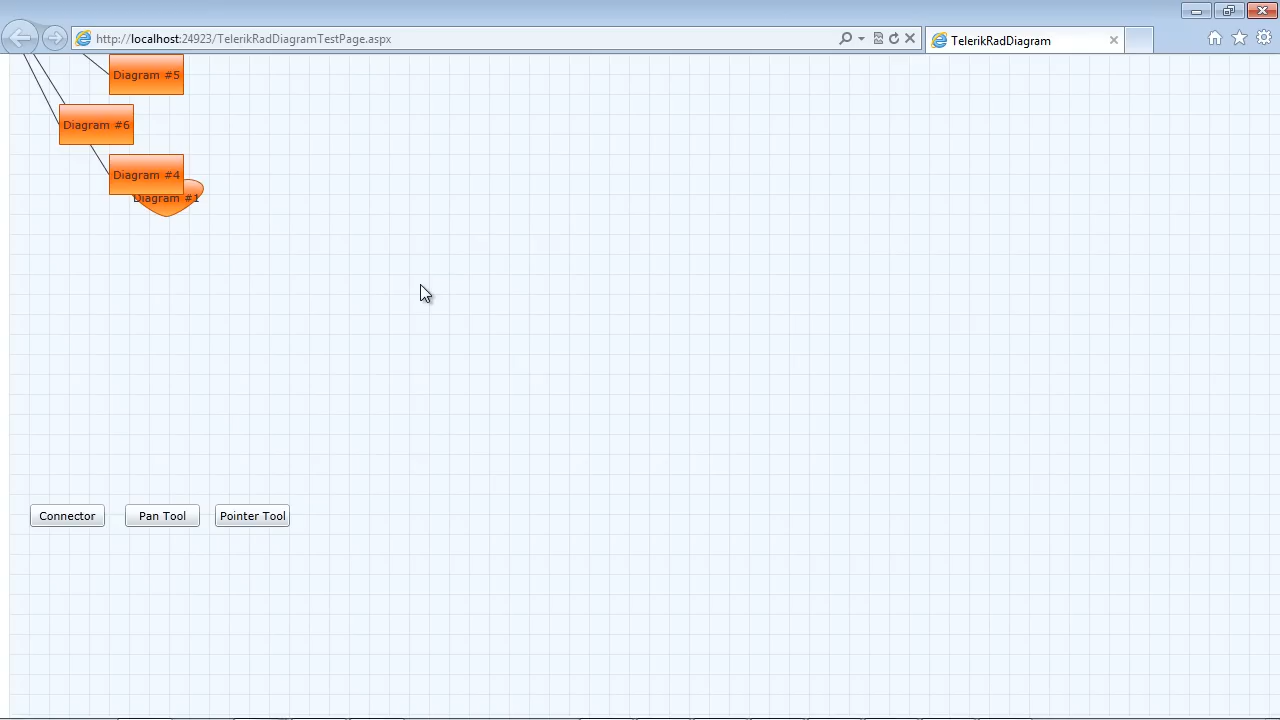 http://localhost:24923/TelerikRadDiagramTestPage.aspx
TelerikRadDiagram
Diagram #5
Diagram #6
Diagram #4
Diagram #1
Connector
Pan Tool
Pointer Tool